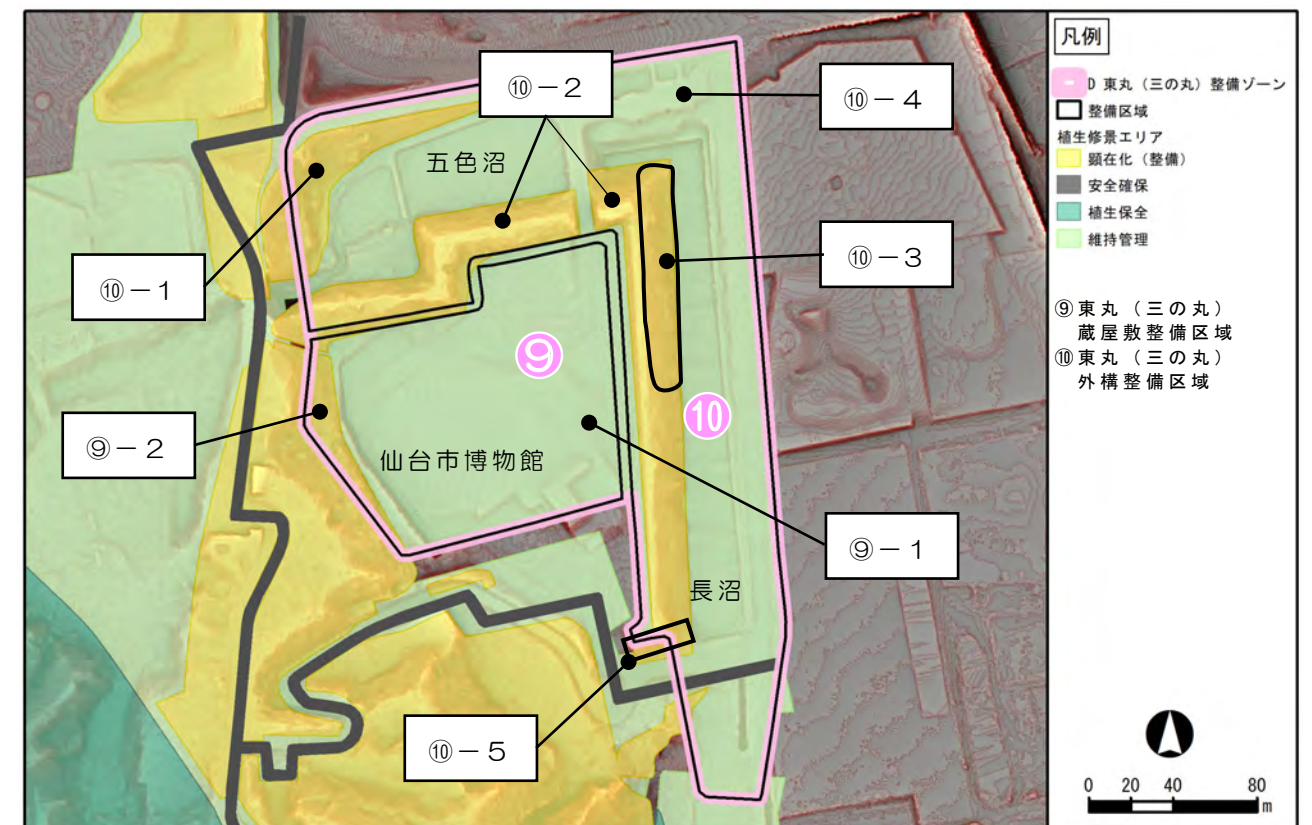 ⑩－2
⑩－4
五色沼
⑩－1
⑩－3
⑨
⑩
⑨－2
仙台市博物館
⑨－1
長沼
⑩－5
凡例
D 東丸（三の丸）整備ゾーン
整備区域
植生修景エリア
顕在化（整備）
安全確保
植生保全
維持管理
⑨東丸（三の丸）
蔵屋敷整備区域
⑩東丸（三の丸）
外構整備区域
0 20 40 80
m